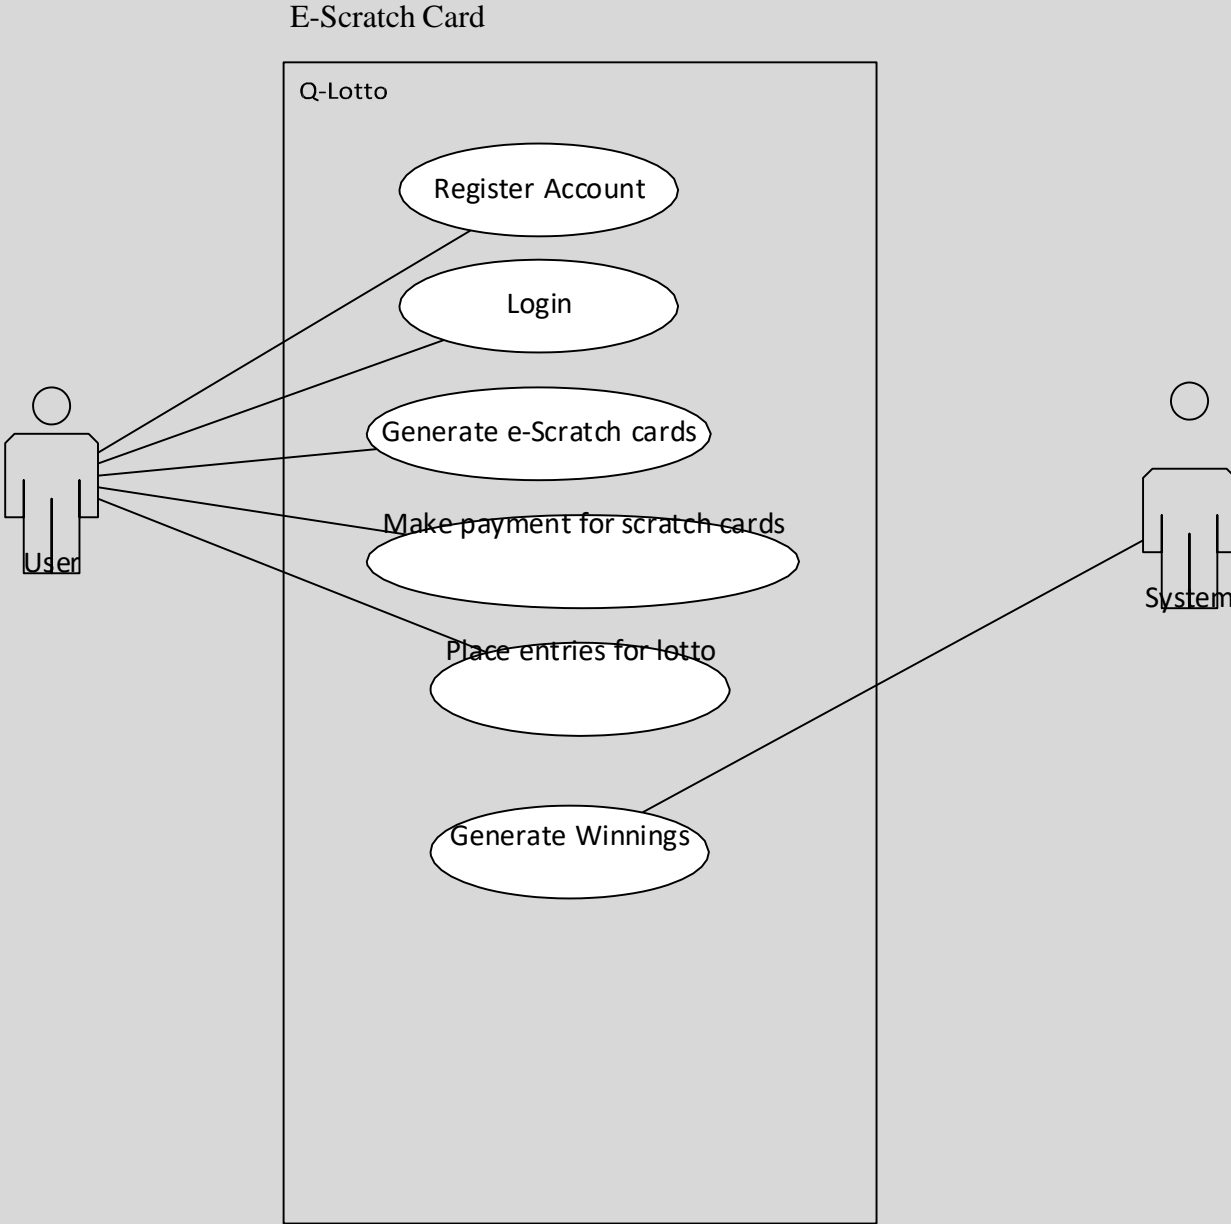 E-Scratch Card
Q-Lotto
Register Account
Login
Generate e-Scratch cards
Make payment for scratch cards
User
System
Place entries for lotto
Generate Winnings